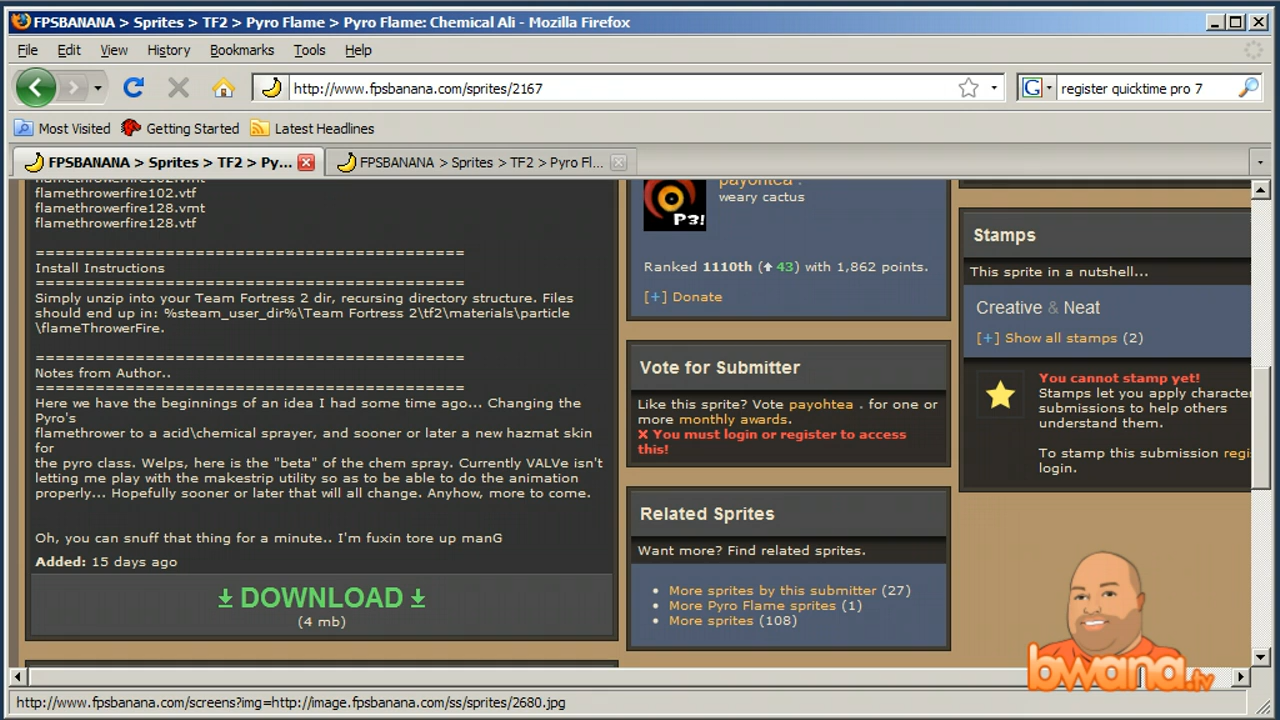 FPSBANANA > Sprites > TF2 > Pyro Flame > Pyro Flame: Chemical Ali - Mozilla Firefox
File Edit View History Bookmarks Tools Help
http://www.fpsbanana.com/sprites/2167
register quicktime pro 7
Most Visited Getting Started Latest Headlines
FPSBANANA > Sprites > TF2 > Py...
FPSBANANA > Sprites > TF2 > Pyro Fl...
flamethrowerfire102.vmt
flamethrowerfire102.vtf
flamethrowerfire128.vmt
flamethrowerfire128.vtf
===========================================
Install Instructions
===========================================
Simply unzip into your Team Fortress 2 dir, recursing directory structure. Files
should end up in: %steam_user_dir%\Team Fortress 2\tf2\materials\particle
\flameThrowerFire.
===========================================
Notes from Author..
===========================================
Here we have the beginnings of an idea I had some time ago... Changing the
Pyro's
flamethrower to a acid\chemical sprayer, and sooner or later a new hazmat skin
for
the pyro class. Welps, here is the "beta" of the chem spray. Currently VALVe isn't
letting me play with the makestrip utility so as to be able to do the animation
properly... Hopefully sooner or later that will all change. Anyhow, more to come.
Oh, you can snuff that thing for a minute.. I'm fuxin tore up manG
Added: 15 days ago
DOWNLOAD
(4 mb)
payohtea .
weary cactus
P3!
Ranked 1110th (43) with 1,862 points.
[+] Donate
Vote for Submitter
Like this sprite? Vote payohtea . for one or
more monthly awards.
You must login or register to access
this!
Related Sprites
Want more? Find related sprites.
• More sprites by this submitter (27)
• More Pyro Flame sprites (1)
• More sprites (108)
Stamps
This sprite in a nutshell...
Creative & Neat
[+] Show all stamps (2)
You cannot stamp yet!
Stamps let you apply character
submissions to help others
understand them.
To stamp this submission regi
login.
bwana.tv
http://www.fpsbanana.com/screens?img=http://image.fpsbanana.com/ss/sprites/2680.jpg